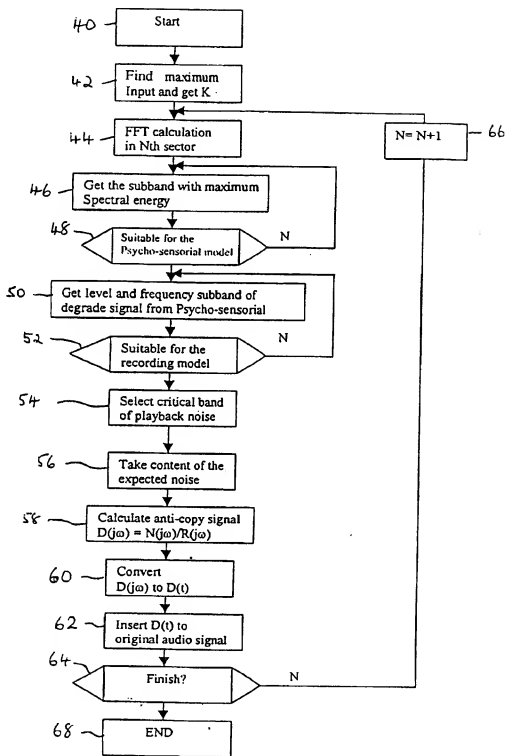 40
Start
42
Find maximum
Input and get K
44
FFT calculation
in Nth sector
N= N+1
66
46
Get the subband with maximum
Spectral energy
48
Suitable for the
Psycho-sensorial model
N
50
Get level and frequency subband of
degrade signal from Psycho-sensorial
52
Suitable for the
recording model
N
54
Select critical band
of playback noise
56
Take content of the
expected noise
58
Calculate anti-copy signal
D(jω) = N(jω)/R(jω)
60
Convert
D(jω) to D(t)
62
Insert D(t) to
original audio signal
64
Finish?
N
68
END